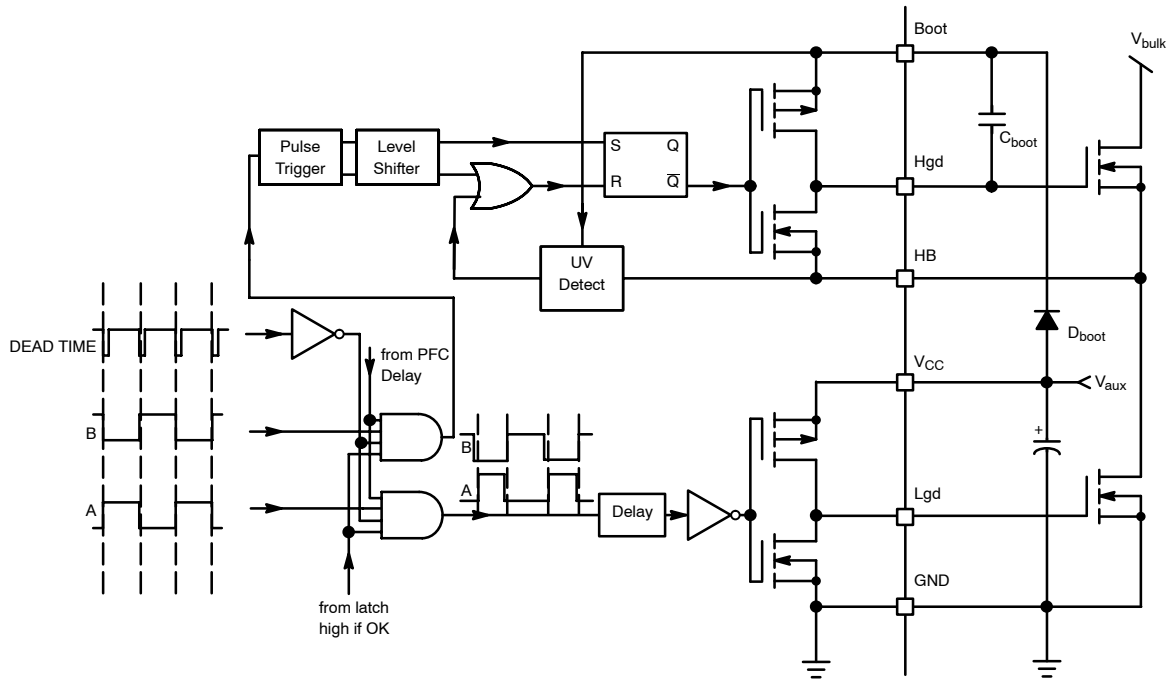 Boot
V_bulk
Pulse
Trigger
Level
Shifter
S
Q
R
Q̅
C_boot
Hgd
HB
UV
Detect
DEAD TIME
from PFC
Delay
D_boot
V_CC
V_aux
B
B
+
A
A
Delay
Lgd
GND
from latch
high if OK